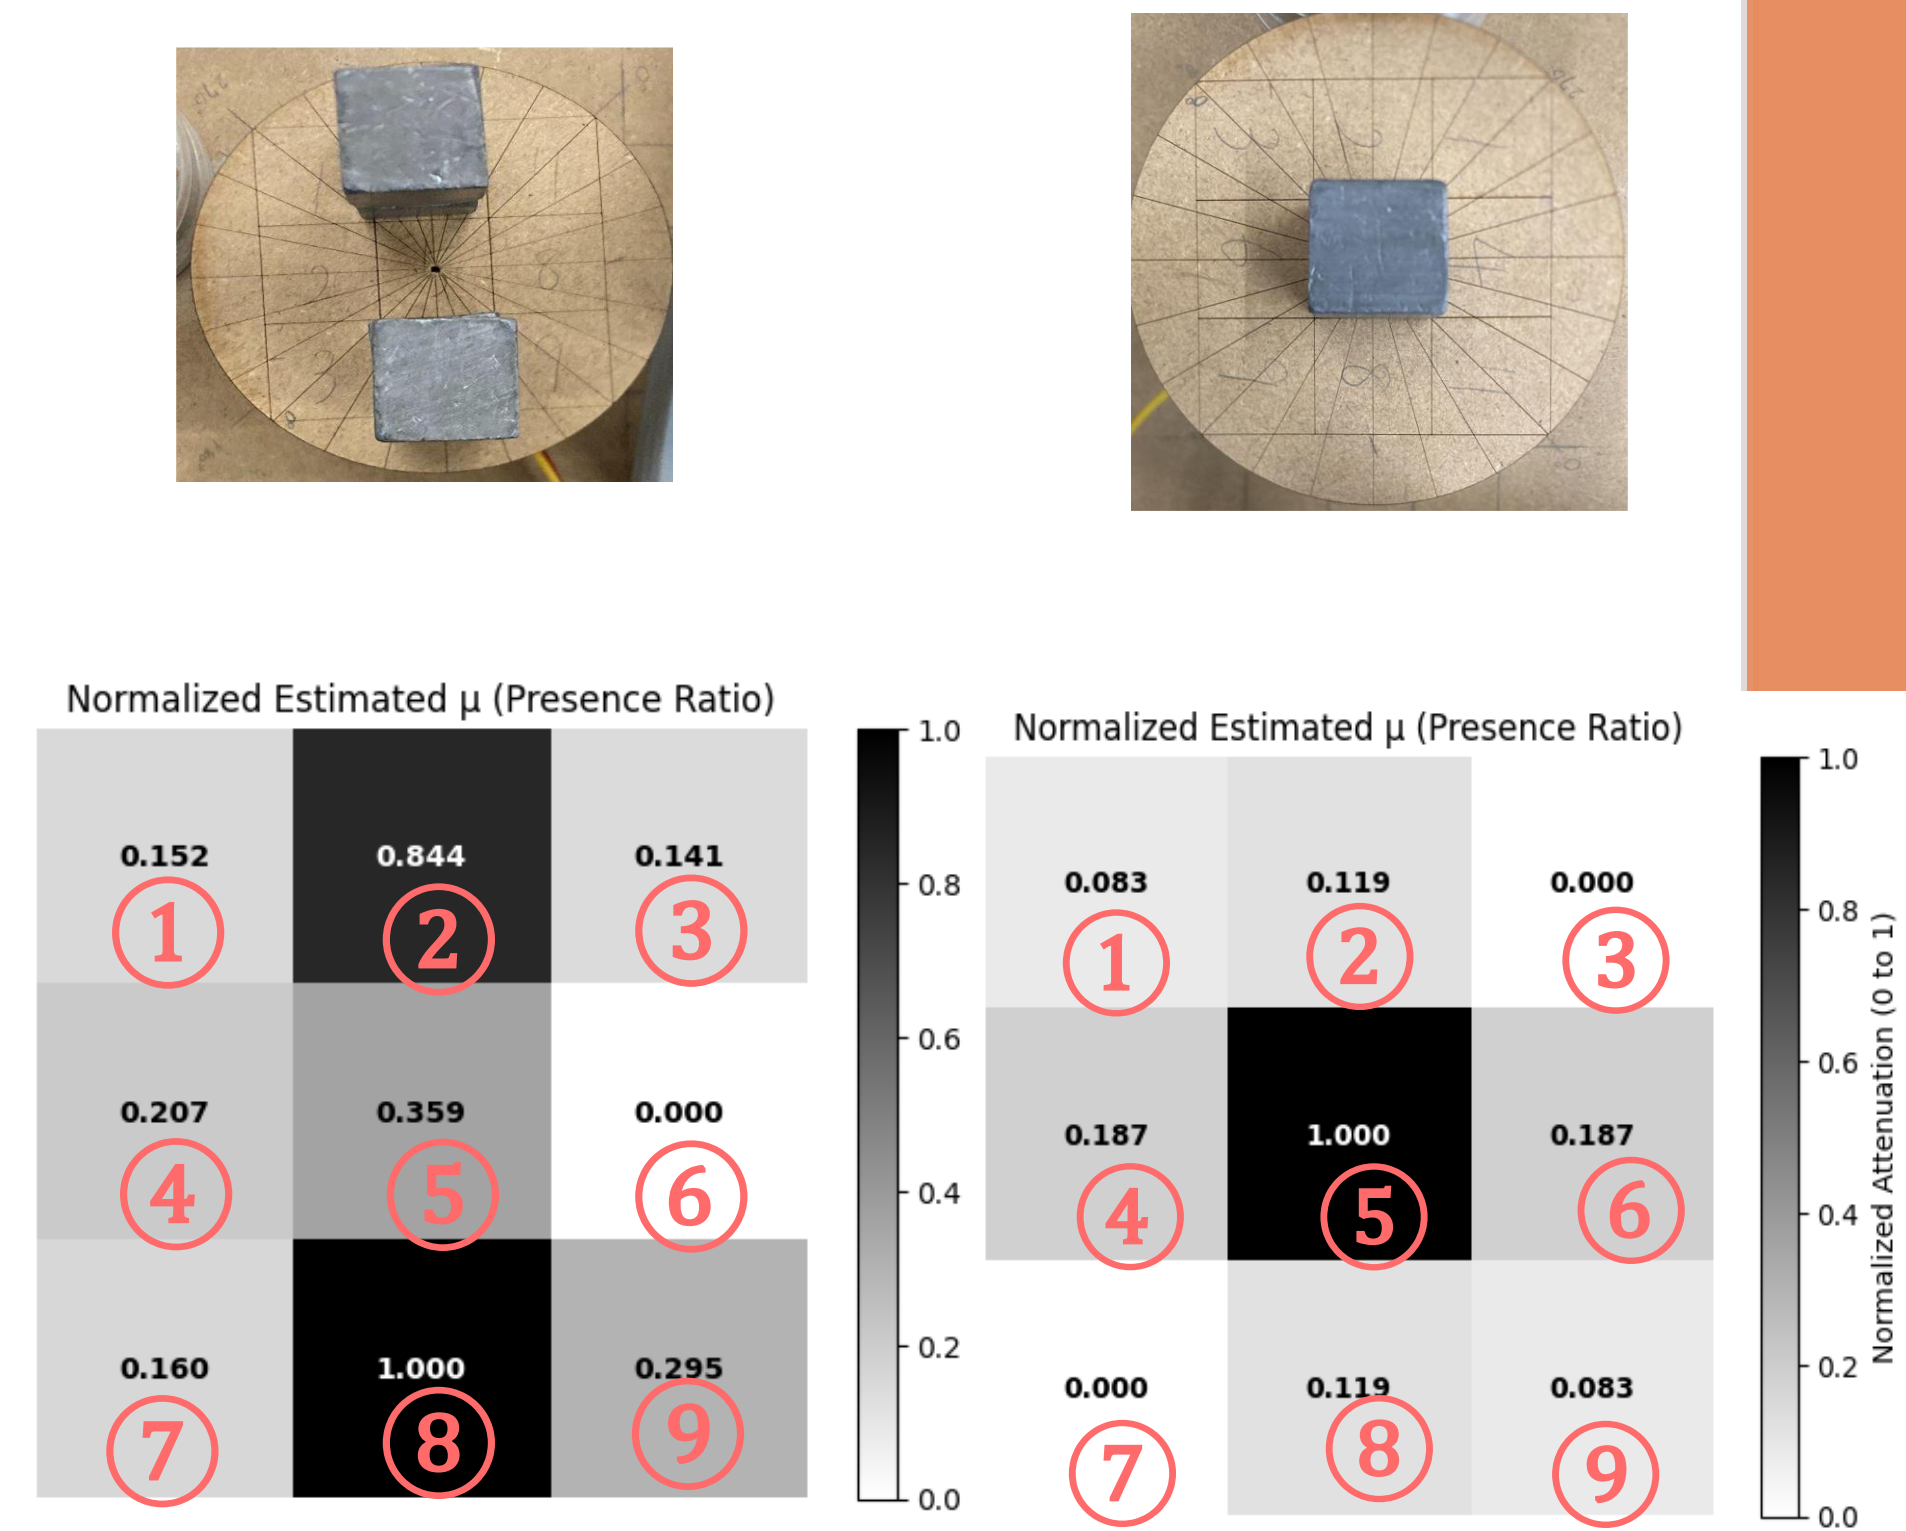 Normalized Estimated μ (Presence Ratio)
0.152 0.844 0.141
1 2 3
0.207 0.359 0.000
4 5 6
0.160 1.000 0.295
7 8 9
1.0
0.8
0.6
0.4
0.2
0.0
Normalized Estimated μ (Presence Ratio)
0.083 0.119 0.000
1 2 3
0.187 1.000 0.187
4 5 6
0.000 0.119 0.083
7 8 9
1.0
0.8
0.6
0.4
0.2
0.0
Normalized Attenuation (0 to 1)